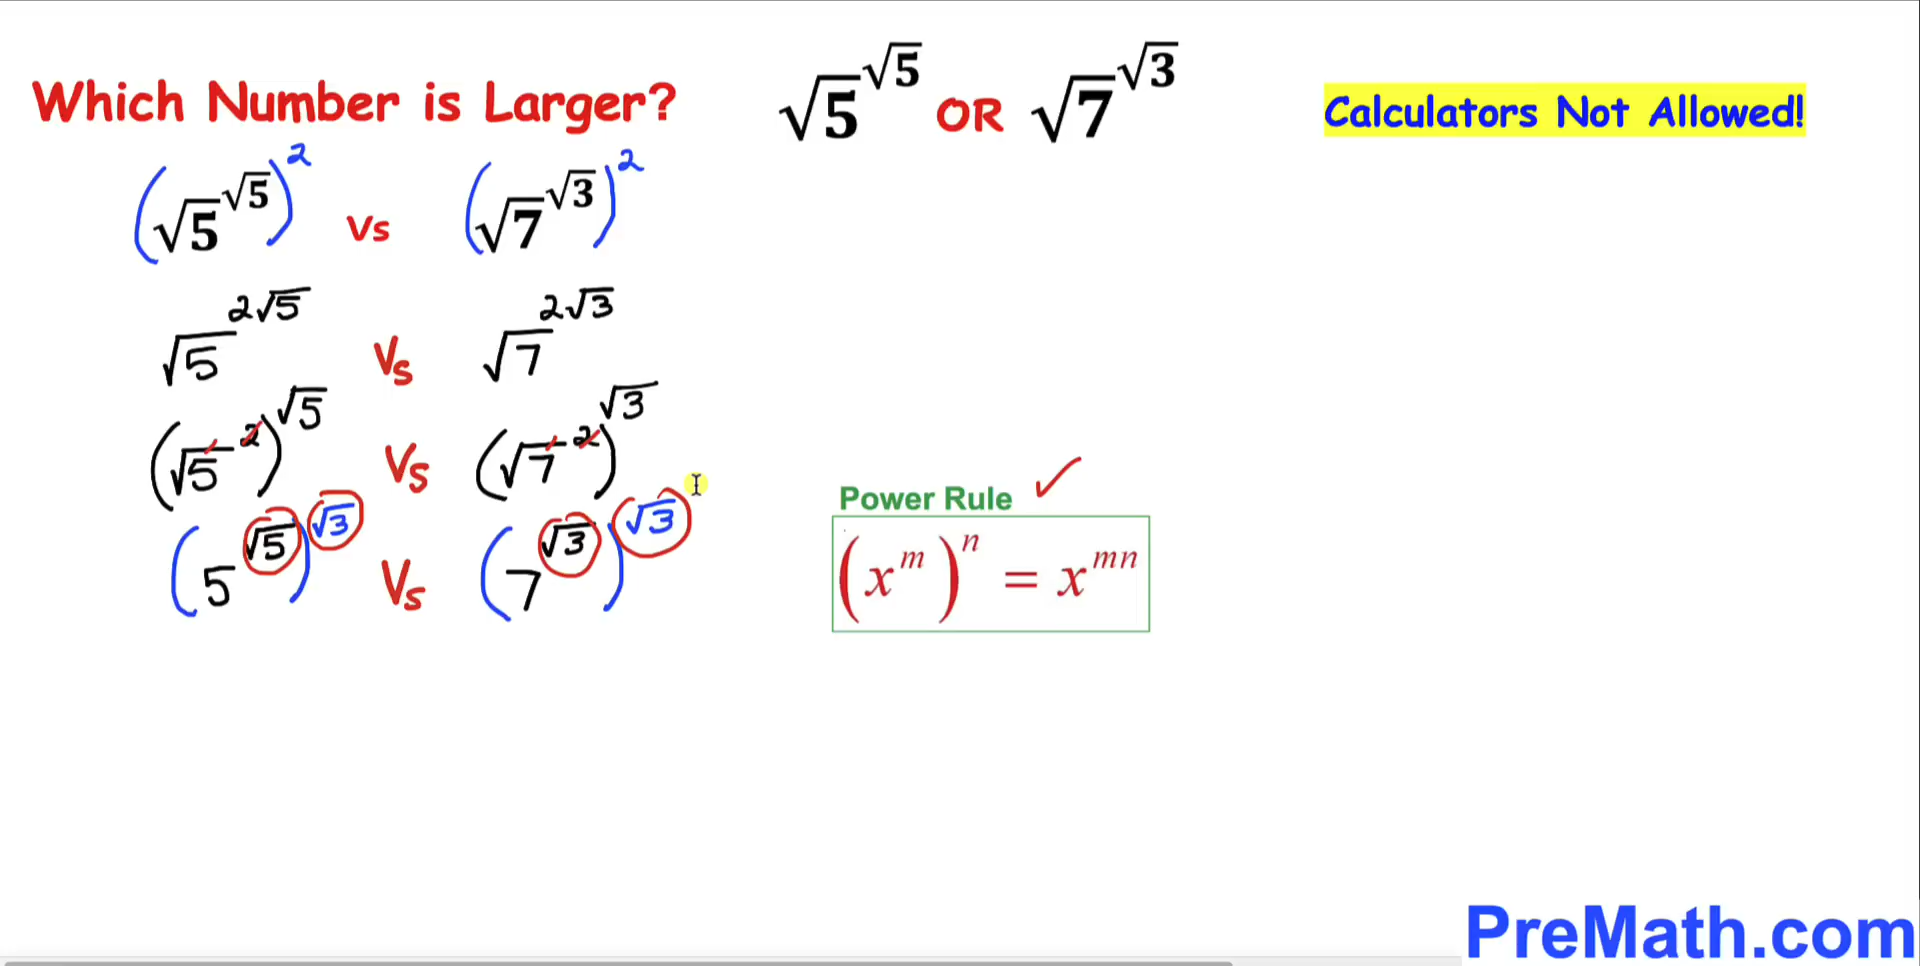 Which Number is Larger? √5^√5 OR √7^√3 Calculators Not Allowed!
(√5^√5)^2 Vs (√7^√3)^2
√5^2√5 Vs √7^2√3
(√5^2)^√5 Vs (√7^2)^√3
(5^√5)^√3 Vs (7^√3)^√3
Power Rule ✓
(x^m)^n = x^mn
PreMath.com